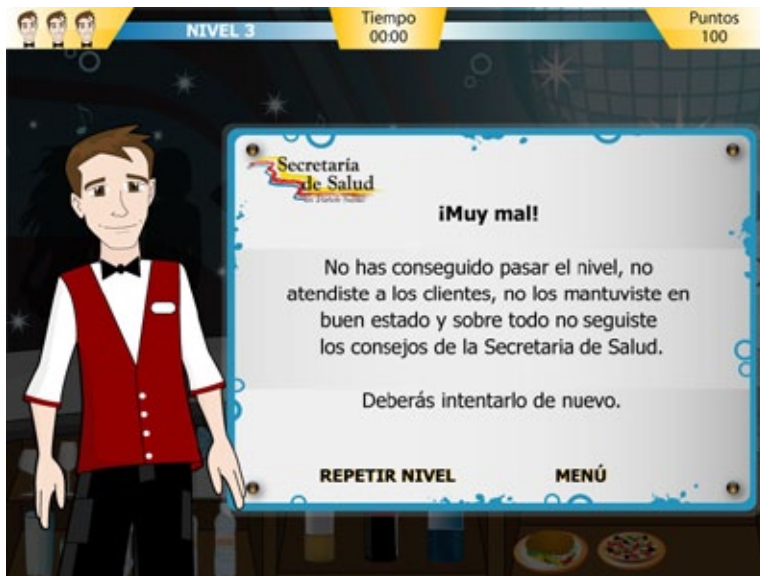 NIVEL 3
Tiempo
00:00
Puntos
100
Secretaría
de Salud
¡Muy mal!
No has conseguido pasar el nivel, no
atendiste a los clientes, no los mantuviste en
buen estado y sobre todo no seguiste
los consejos de la Secretaria de Salud.
Deberás intentarlo de nuevo.
REPETIR NIVEL
MENÚ